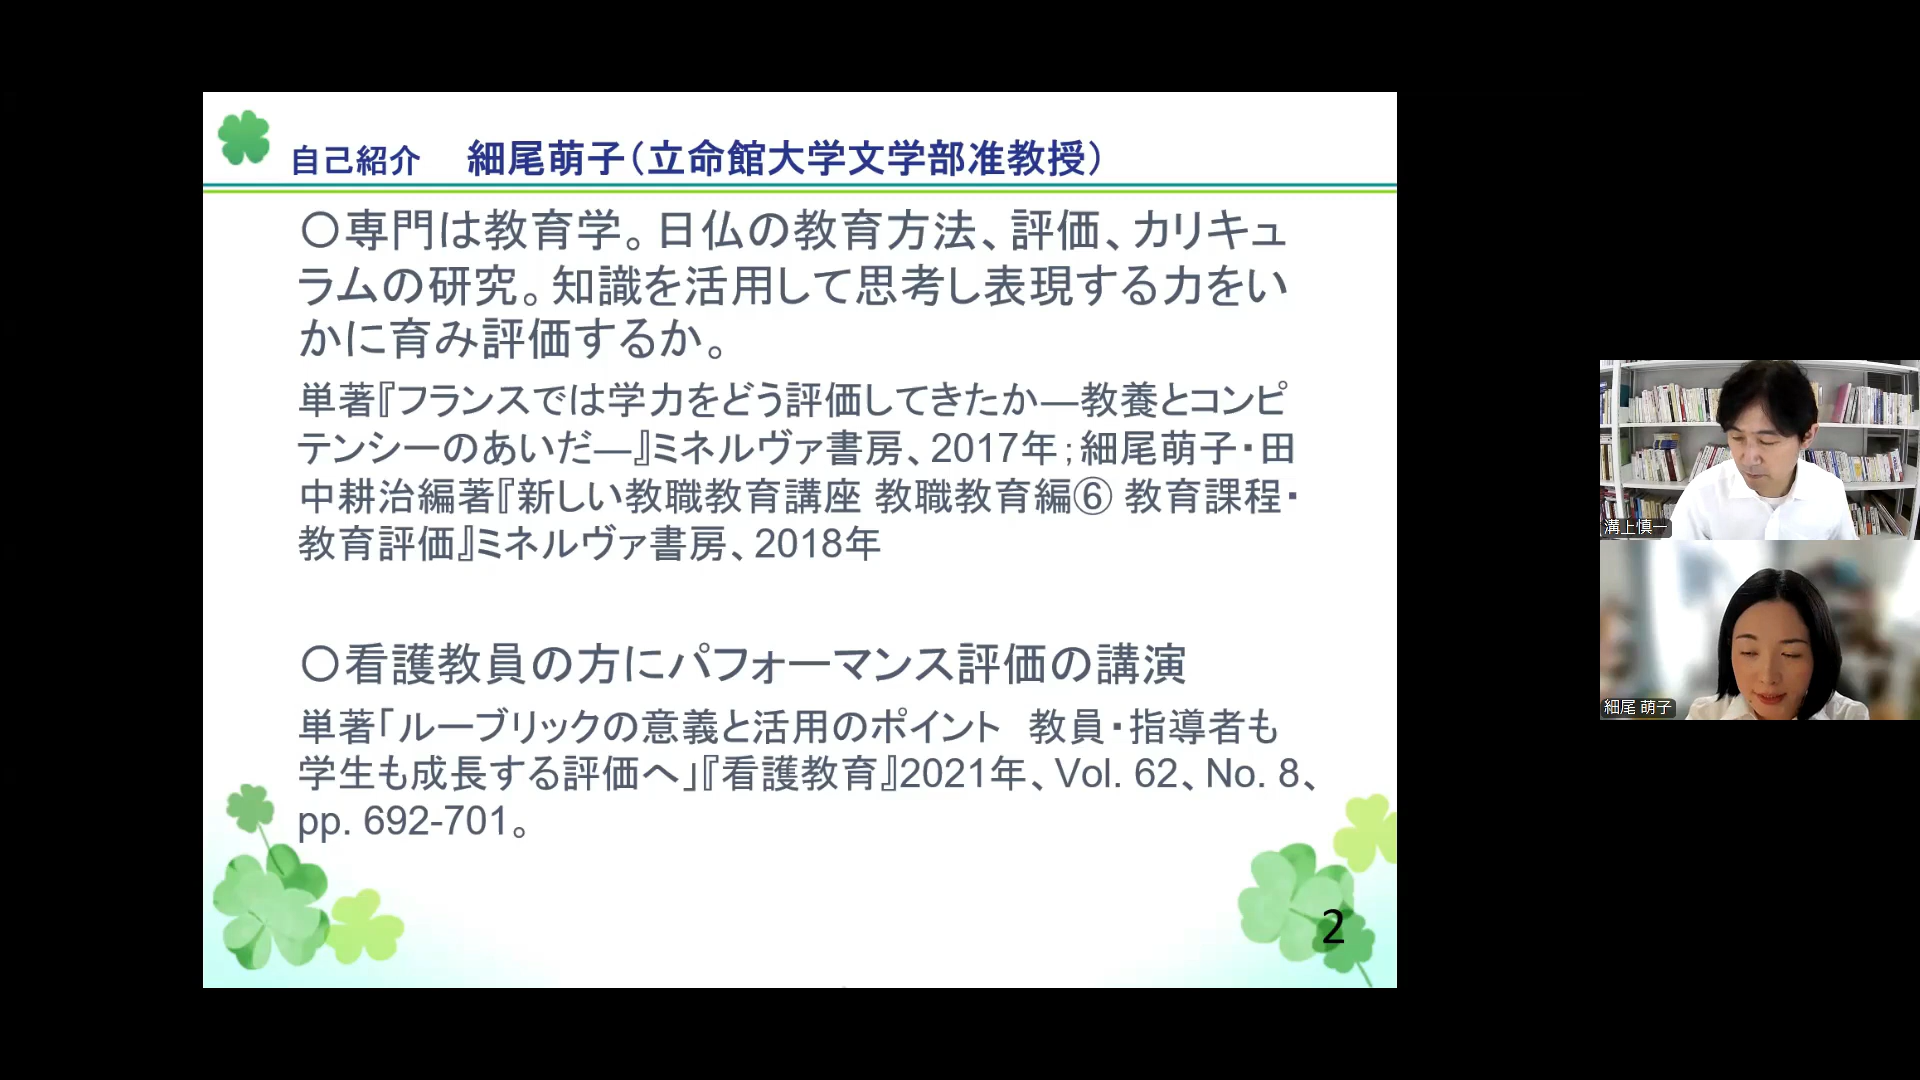 自己紹介　細尾萌子（立命館大学文学部准教授）
〇専門は教育学。日仏の教育方法、評価、カリキュ
ラムの研究。知識を活用して思考し表現する力をい
かに育み評価するか。
単著『フランスでは学力をどう評価してきたか―教養とコンピ
テンシーのあいだ―』ミネルヴァ書房、2017年；細尾萌子・田
中耕治編著『新しい教職教育講座 教職教育編⑥ 教育課程・
教育評価』ミネルヴァ書房、2018年
〇看護教員の方にパフォーマンス評価の講演
単著「ルーブリックの意義と活用のポイント　教員・指導者も
学生も成長する評価へ」『看護教育』2021年、Vol. 62、No. 8、
pp. 692-701。
2
溝上慎一
細尾 萌子